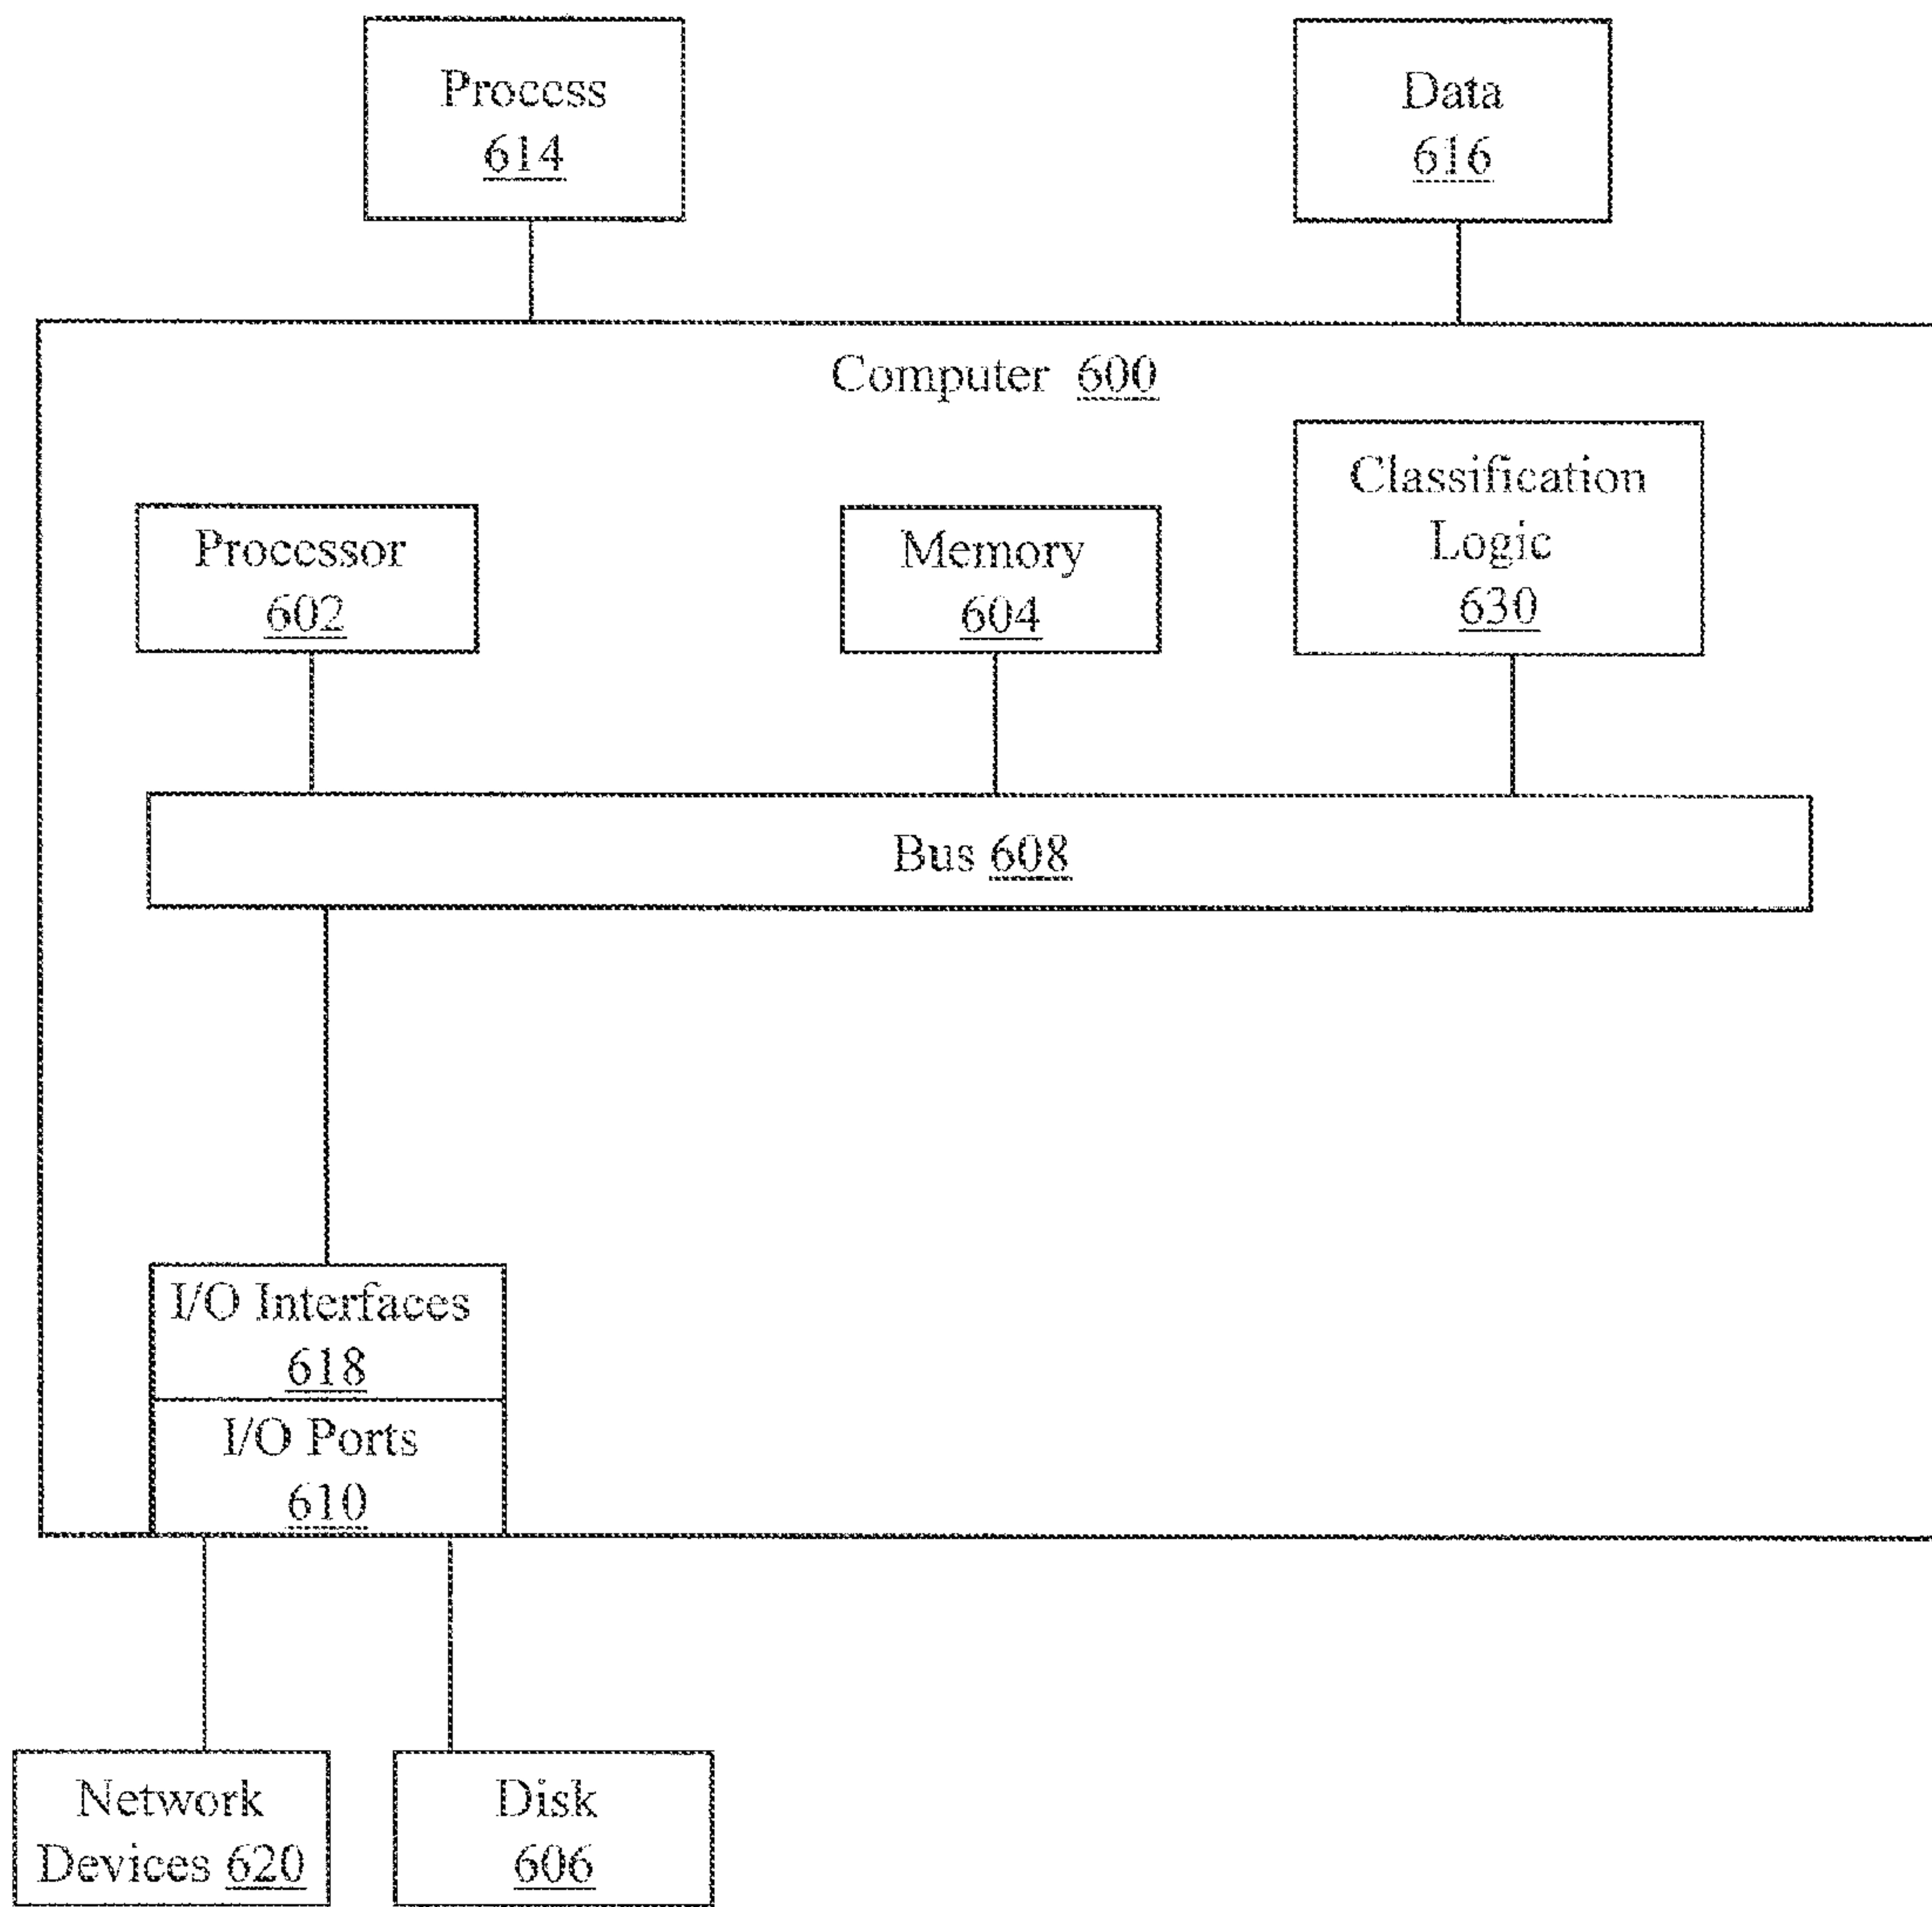 Process
614
Data
616
Computer 600
Processor
602
Memory
604
Classification
Logic
630
Bus 608
I/O Interfaces
618
I/O Ports
610
Network
Devices 620
Disk
606